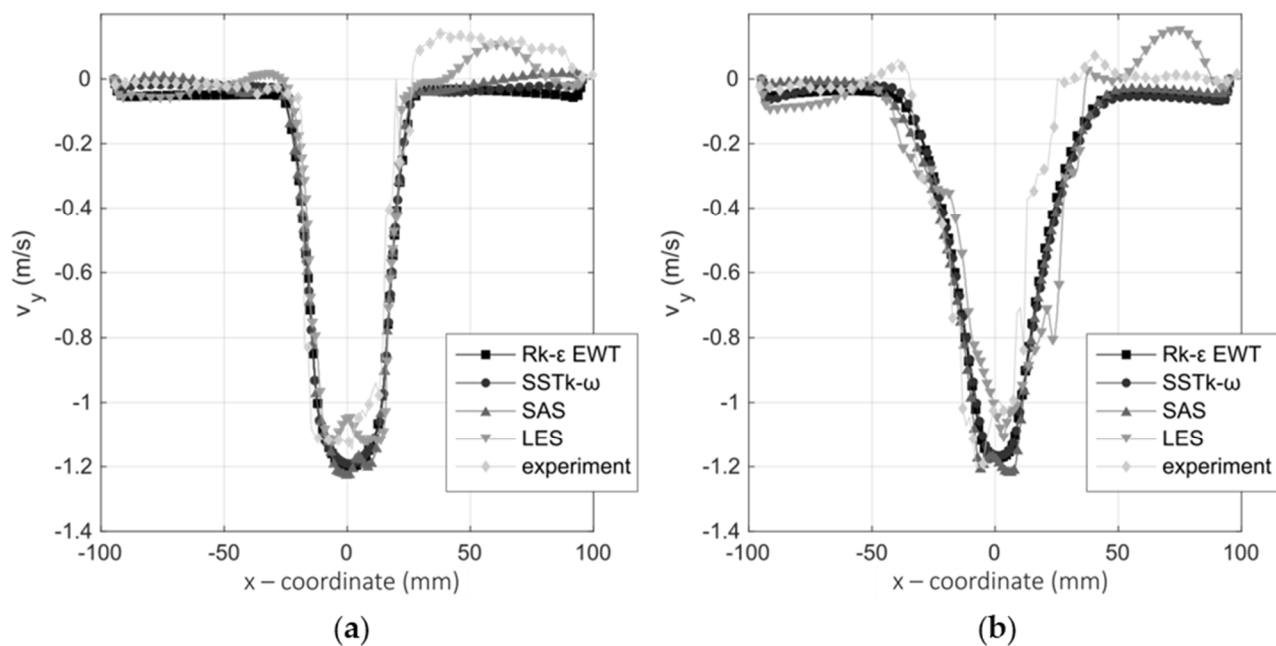 0
-0.2
-0.4
-0.6
-0.8
-1
-1.2
-1.4
v_y (m/s)
-100 -50 0 50 100
x – coordinate (mm)
Rk-ε EWT
SSTk-ω
SAS
LES
experiment
(a)
0
-0.2
-0.4
-0.6
-0.8
-1
-1.2
-1.4
v_y (m/s)
-100 -50 0 50 100
x – coordinate (mm)
Rk-ε EWT
SSTk-ω
SAS
LES
experiment
(b)